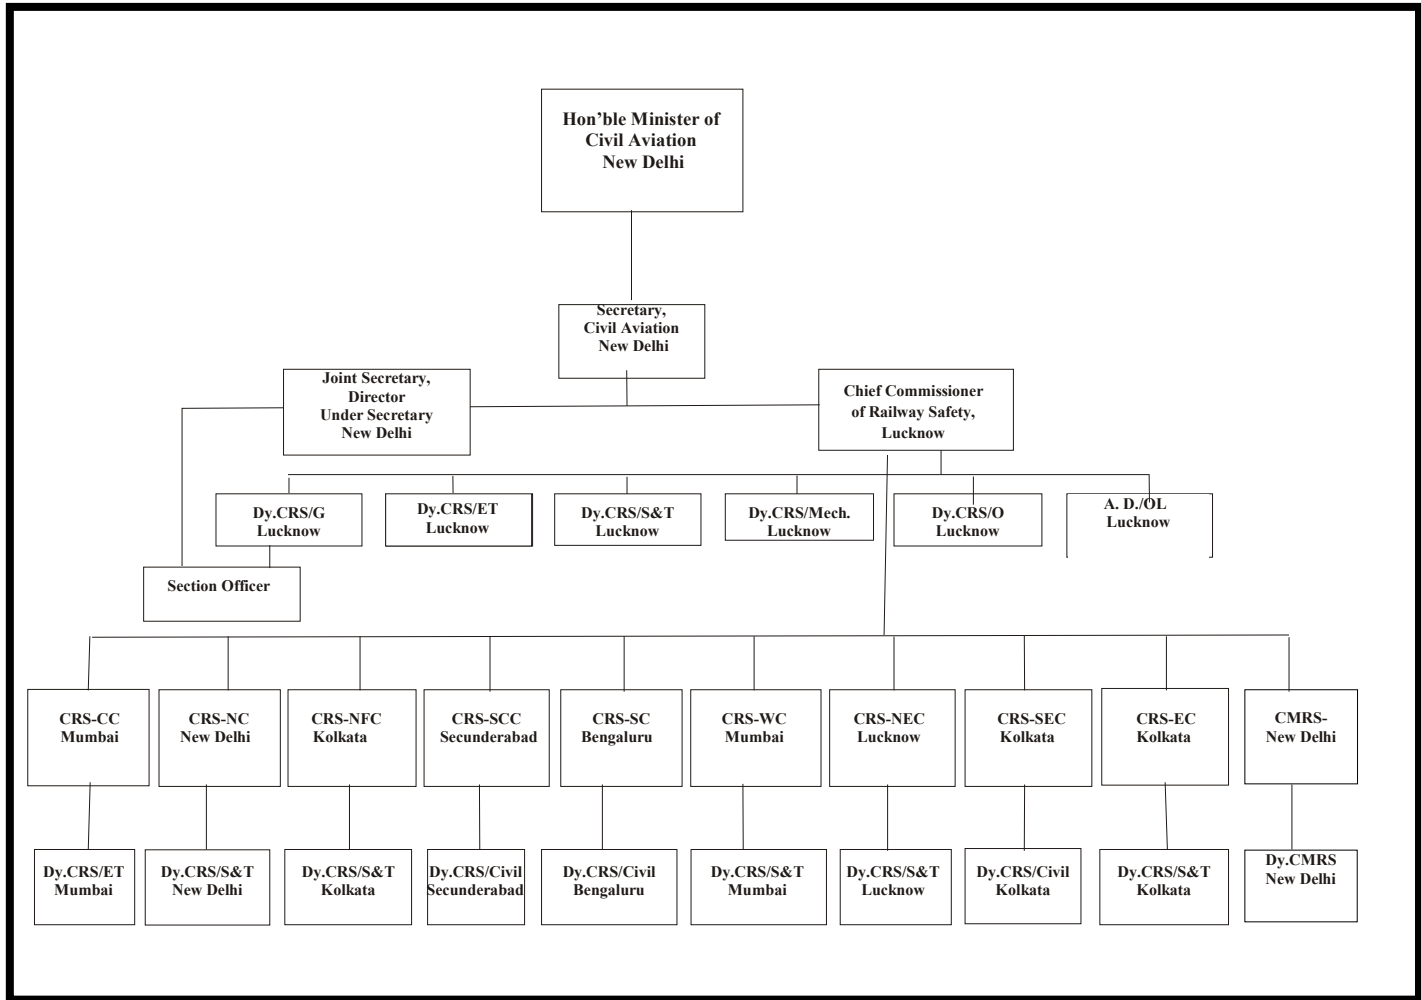 Hon’ble Minister of
Civil Aviation
New Delhi
Secretary,
Civil Aviation
New Delhi
Joint Secretary,
Director
Under Secretary
New Delhi
Chief Commissioner
of Railway Safety,
Lucknow
Dy.CRS/G
Lucknow
Dy.CRS/ET
Lucknow
Dy.CRS/S&T
Lucknow
Dy.CRS/Mech.
Lucknow
Dy.CRS/O
Lucknow
A. D./OL
Lucknow
Section Officer
CRS-CC
Mumbai
CRS-NC
New Delhi
CRS-NFC
Kolkata
CRS-SCC
Secunderabad
CRS-SC
Bengaluru
CRS-WC
Mumbai
CRS-NEC
Lucknow
CRS-SEC
Kolkata
CRS-EC
Kolkata
CMRS-
New Delhi
Dy.CRS/ET
Mumbai
Dy.CRS/S&T
New Delhi
Dy.CRS/S&T
Kolkata
Dy.CRS/Civil
Secunderabad
Dy.CRS/Civil
Bengaluru
Dy.CRS/S&T
Mumbai
Dy.CRS/S&T
Lucknow
Dy.CRS/Civil
Kolkata
Dy.CRS/S&T
Kolkata
Dy.CMRS
New Delhi